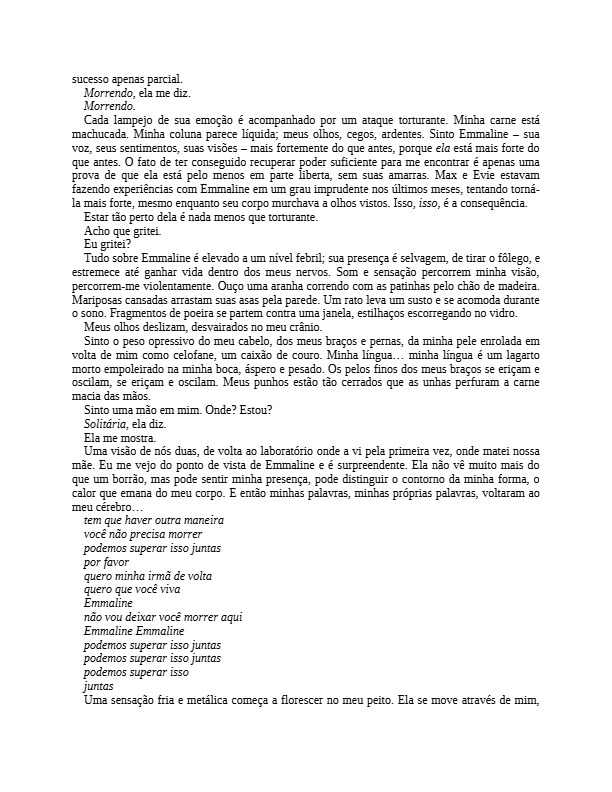 sucesso apenas parcial.
Morrendo, ela me diz.
Morrendo.
Cada lampejo de sua emoção é acompanhado por um ataque torturante. Minha carne está
machucada. Minha coluna parece líquida; meus olhos, cegos, ardentes. Sinto Emmaline – sua
voz, seus sentimentos, suas visões – mais fortemente do que antes, porque ela está mais forte do
que antes. O fato de ter conseguido recuperar poder suficiente para me encontrar é apenas uma
prova de que ela está pelo menos em parte liberta, sem suas amarras. Max e Evie estavam
fazendo experiências com Emmaline em um grau imprudente nos últimos meses, tentando torná-
la mais forte, mesmo enquanto seu corpo murchava a olhos vistos. Isso, isso, é a consequência.
Estar tão perto dela é nada menos que torturante.
Acho que gritei.
Eu gritei?
Tudo sobre Emmaline é elevado a um nível febril; sua presença é selvagem, de tirar o fôlego, e
estremece até ganhar vida dentro dos meus nervos. Som e sensação percorrem minha visão,
percorrem-me violentamente. Ouço uma aranha correndo com as patinhas pelo chão de madeira.
Mariposas cansadas arrastam suas asas pela parede. Um rato leva um susto e se acomoda durante
o sono. Fragmentos de poeira se partem contra uma janela, estilhaços escorregando no vidro.
Meus olhos deslizam, desvairados no meu crânio.
Sinto o peso opressivo do meu cabelo, dos meus braços e pernas, da minha pele enrolada em
volta de mim como celofane, um caixão de couro. Minha língua… minha língua é um lagarto
morto empoleirado na minha boca, áspero e pesado. Os pelos finos dos meus braços se eriçam e
oscilam, se eriçam e oscilam. Meus punhos estão tão cerrados que as unhas perfuram a carne
macia das mãos.
Sinto uma mão em mim. Onde? Estou?
Solitária, ela diz.
Ela me mostra.
Uma visão de nós duas, de volta ao laboratório onde a vi pela primeira vez, onde matei nossa
mãe. Eu me vejo do ponto de vista de Emmaline e é surpreendente. Ela não vê muito mais do
que um borrão, mas pode sentir minha presença, pode distinguir o contorno da minha forma, o
calor que emana do meu corpo. E então minhas palavras, minhas próprias palavras, voltaram ao
meu cérebro…
tem que haver outra maneira
você não precisa morrer
podemos superar isso juntas
por favor
quero minha irmã de volta
quero que você viva
Emmaline
não vou deixar você morrer aqui
Emmaline Emmaline
podemos superar isso juntas
podemos superar isso juntas
podemos superar isso
juntas
Uma sensação fria e metálica começa a florescer no meu peito. Ela se move através de mim,